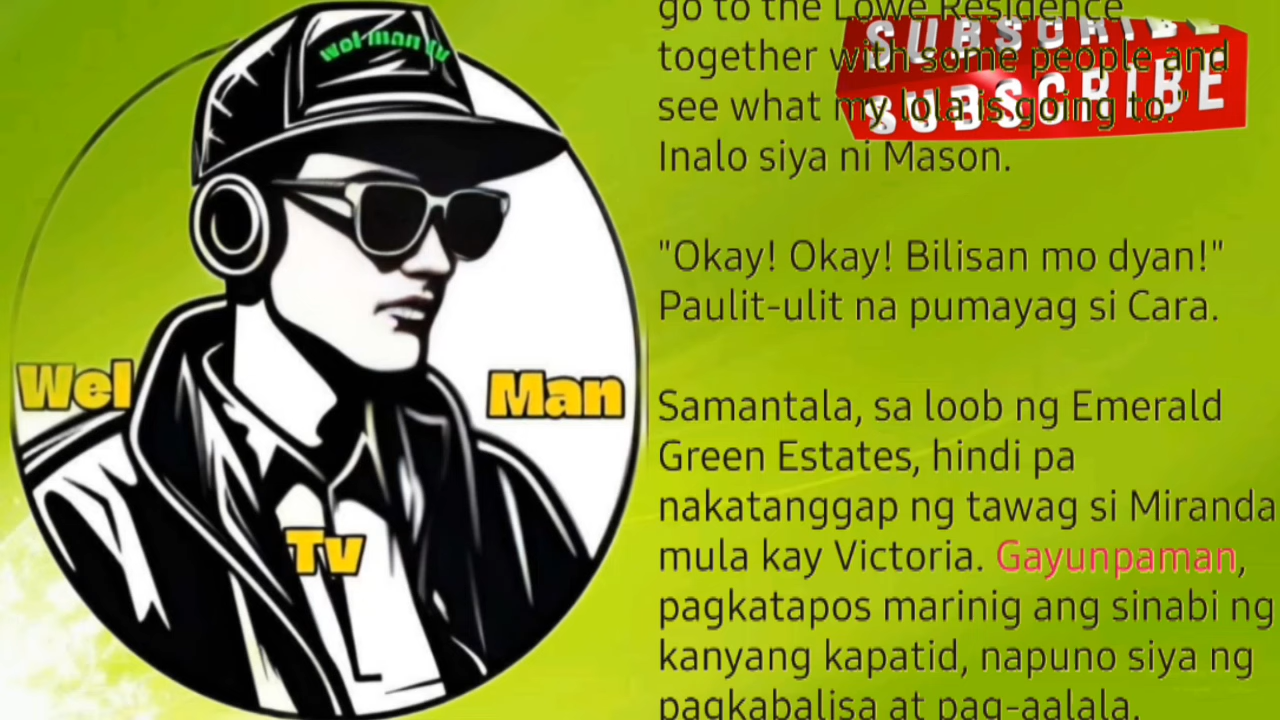 wel man tv
Wel
Man
Tv
go to the Lowe Residence
together with some people and
see what my lola is going to."
Inalo siya ni Mason.
"Okay! Okay! Bilisan mo dyan!"
Paulit-ulit na pumayag si Cara.
Samantala, sa loob ng Emerald
Green Estates, hindi pa
nakatanggap ng tawag si Miranda
mula kay Victoria. Gayunpaman,
pagkatapos marinig ang sinabi ng
kanyang kapatid, napuno siya ng
pagkabalisa at pag-aalala.
SUBSCRIBE
SUBSCRIBE